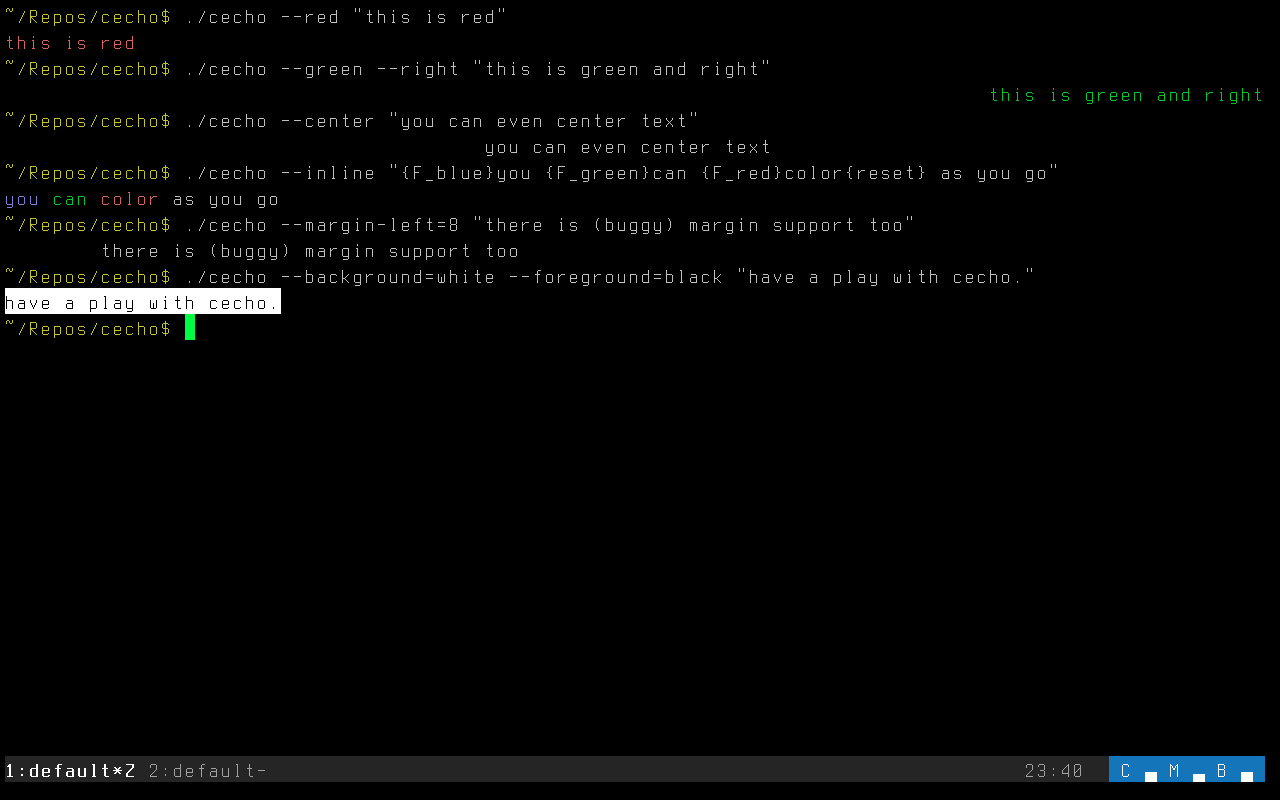 ~/Repos/cecho$ ./cecho --red "this is red"
this is red
~/Repos/cecho$ ./cecho --green --right "this is green and right"
this is green and right
~/Repos/cecho$ ./cecho --center "you can even center text"
you can even center text
~/Repos/cecho$ ./cecho --inline "{F_blue}you {F_green}can {F_red}color{reset} as you go"
you can color as you go
~/Repos/cecho$ ./cecho --margin-left=8 "there is (buggy) margin support too"
there is (buggy) margin support too
~/Repos/cecho$ ./cecho --background=white --foreground=black "have a play with cecho."
have a play with cecho.
~/Repos/cecho$
1:default*Z 2:default- 23:40 C ▄ M ▄ B ▄